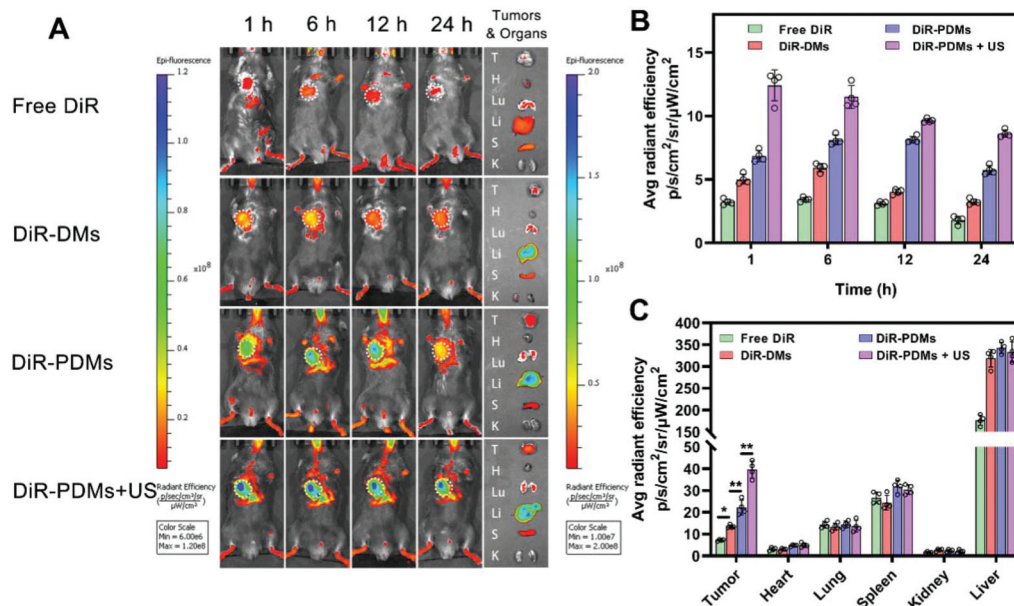 A
1 h 6 h 12 h 24 h Tumors
& Organs
Epi-fluorescence
1.2
1.0
0.8
0.6
0.4
0.2
x10⁸
Radiant Efficiency
(p/sec/cm²/sr / µW/cm²)
Color Scale
Min = 6.00e6
Max = 1.20e8
Free DiR
DiR-DMs
DiR-PDMs
DiR-PDMs+US
T
H
Lu
Li
S
K
T
H
Lu
Li
S
K
T
H
Lu
Li
S
K
T
H
Lu
Li
S
K
Epi-fluorescence
2.0
1.5
1.0
0.5
x10⁸
Radiant Efficiency
(p/sec/cm²/sr / µW/cm²)
Color Scale
Min = 1.00e7
Max = 2.00e8
B
Free DiR DiR-PDMs
DiR-DMs DiR-PDMs + US
Avg radiant efficiency
p/s/cm²/sr/µW/cm²
15
10
5
0
1 6 12 24
Time (h)
C
Free DiR DiR-PDMs
DiR-DMs DiR-PDMs + US
Avg radiant efficiency
p/s/cm²/sr/µW/cm²
400
350
300
250
200
150
50
40
30
20
10
0
* ** **
Tumor Heart Lung Spleen Kidney Liver